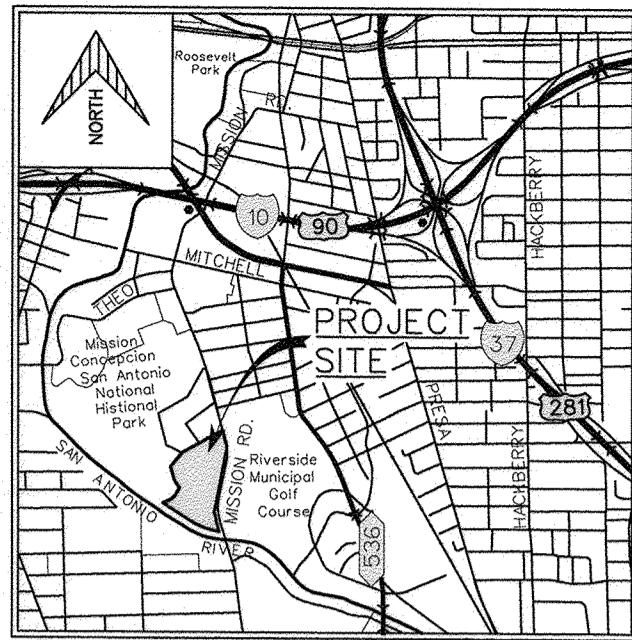 Roosevelt
Park
NORTH
MISSION RD.
10
90
HACKBERRY
MITCHELL
THEO
PROJECT
SITE
37
Mission
Concepcion
San Antonio
National
Histional
Park
281
PRESA
SAN ANTONIO RIVER
MISSION RD.
Riverside
Municipal
Golf
Course
HACKBERRY
536